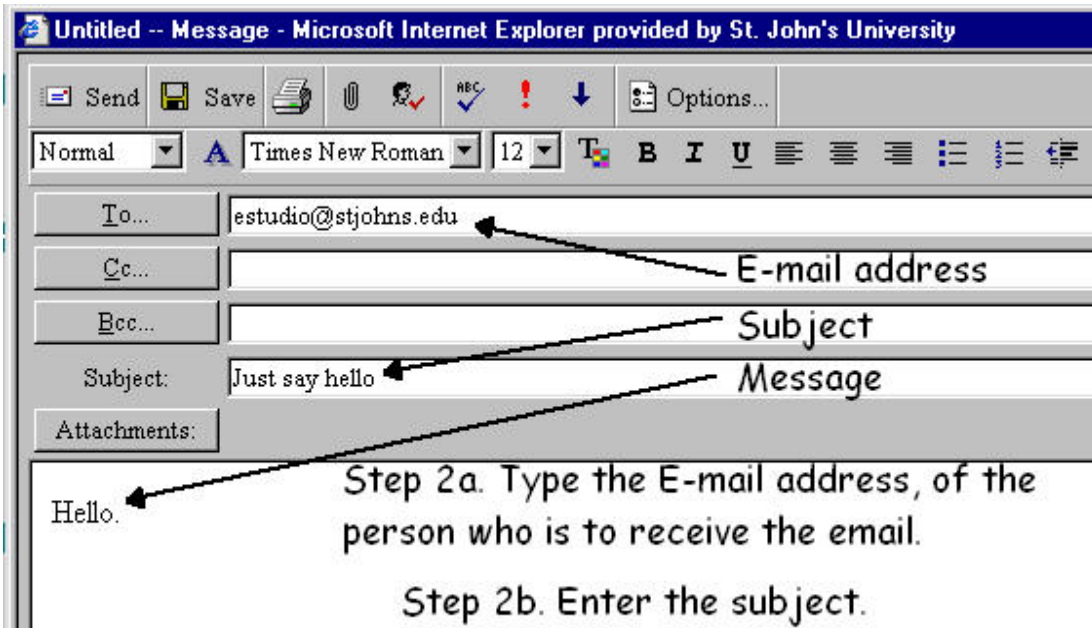 Untitled -- Message - Microsoft Internet Explorer provided by St. John's University
Send Save ABC Options...
Normal A Times New Roman 12 T B I U
To... estudio@stjohns.edu
Cc... E-mail address
Bcc... Subject
Subject: Just say hello Message
Attachments:
Hello.
Step 2a. Type the E-mail address, of the
person who is to receive the email.
Step 2b. Enter the subject.